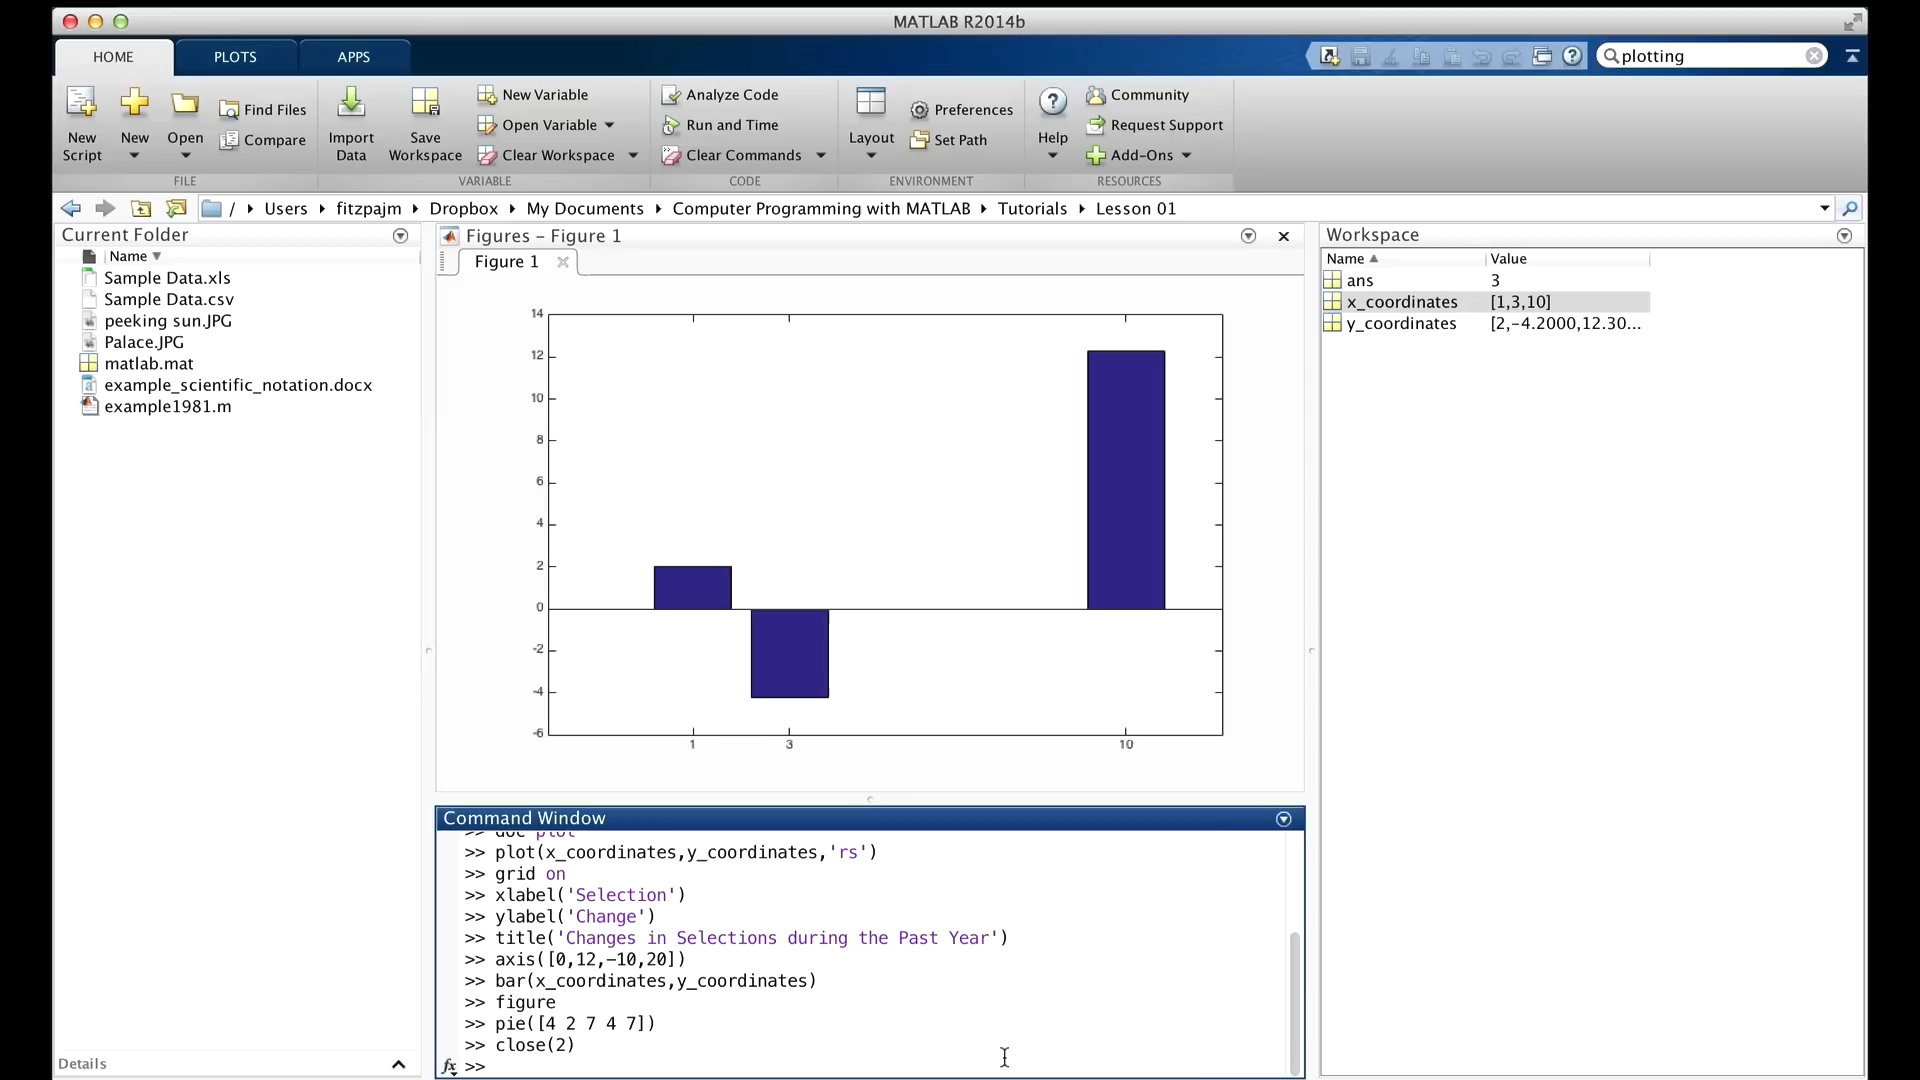 MATLAB R2014b
HOME
PLOTS
APPS
plotting
New Script
New
Open
Find Files
Compare
Import Data
Save Workspace
New Variable
Open Variable
Clear Workspace
Analyze Code
Run and Time
Clear Commands
Layout
Preferences
Set Path
Help
Community
Request Support
Add-Ons
FILE
VARIABLE
CODE
ENVIRONMENT
RESOURCES
/ Users fitzpajm Dropbox My Documents Computer Programming with MATLAB Tutorials Lesson 01
Current Folder
Name
Sample Data.xls
Sample Data.csv
peeking sun.JPG
Palace.JPG
matlab.mat
example_scientific_notation.docx
example1981.m
Details
Figures - Figure 1
Figure 1
14
12
10
8
6
4
2
0
-2
-4
-6
1 3 10
Command Window
>> doc plot
>> plot(x_coordinates,y_coordinates,'rs')
>> grid on
>> xlabel('Selection')
>> ylabel('Change')
>> title('Changes in Selections during the Past Year')
>> axis([0,12,-10,20])
>> bar(x_coordinates,y_coordinates)
>> figure
>> pie([4 2 7 4 7])
>> close(2)
fx >>
Workspace
Name Value
ans 3
x_coordinates [1,3,10]
y_coordinates [2,-4.2000,12.30...